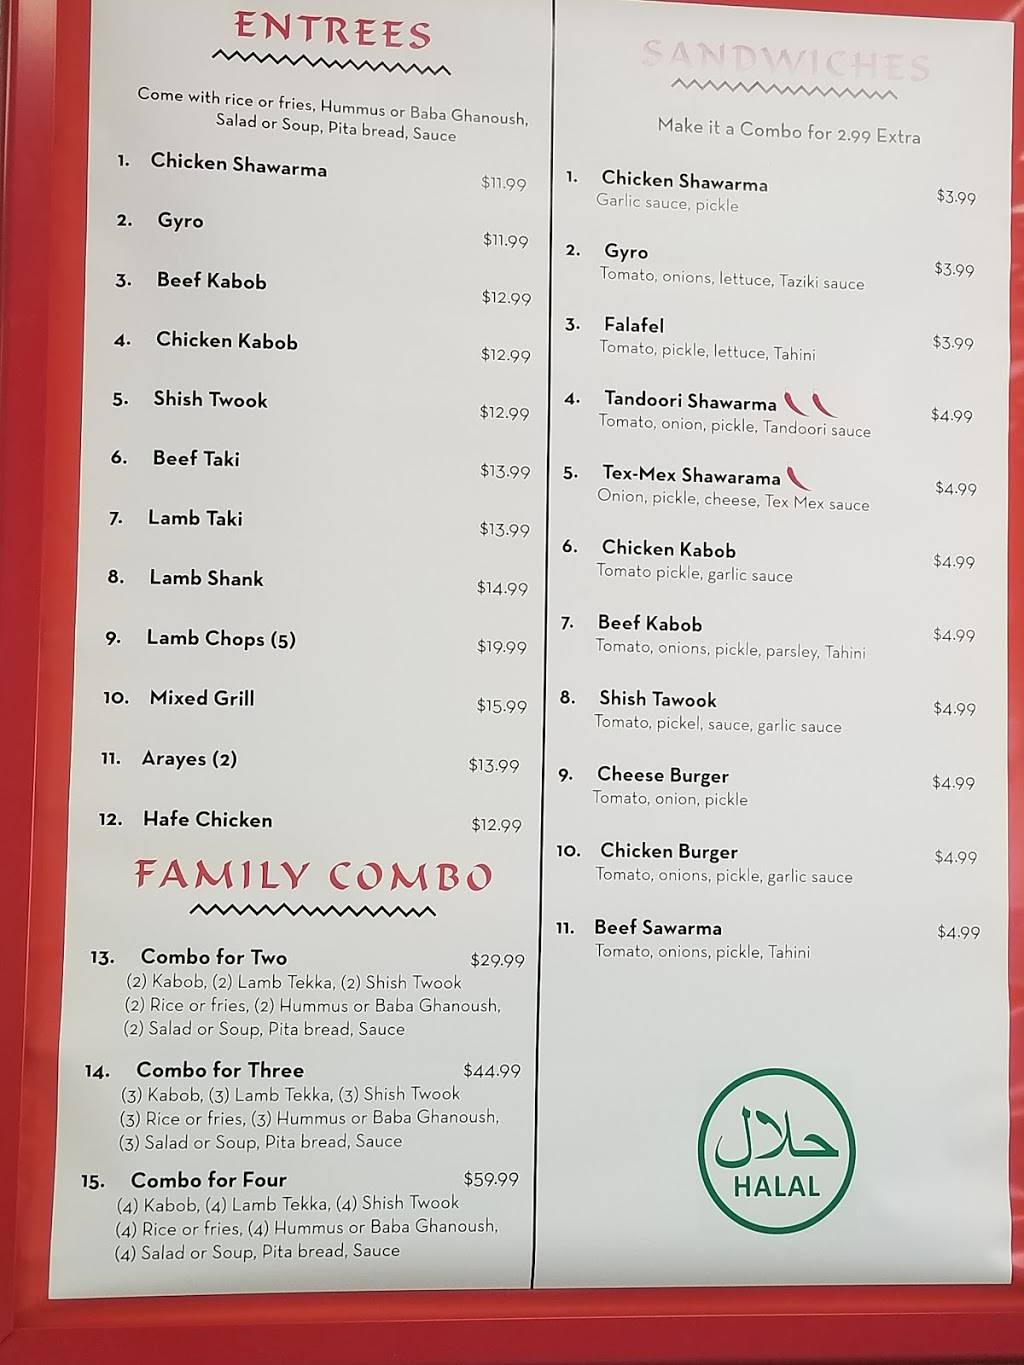 ENTREES
Come with rice or fries, Hummus or Baba Ghanoush,
Salad or Soup, Pita bread, Sauce
1. Chicken Shawarma $11.99
2. Gyro $11.99
3. Beef Kabob $12.99
4. Chicken Kabob $12.99
5. Shish Twook $12.99
6. Beef Taki $13.99
7. Lamb Taki $13.99
8. Lamb Shank $14.99
9. Lamb Chops (5) $19.99
10. Mixed Grill $15.99
11. Arayes (2) $13.99
12. Hafe Chicken $12.99
FAMILY COMBO
13. Combo for Two $29.99
(2) Kabob, (2) Lamb Tekka, (2) Shish Twook
(2) Rice or fries, (2) Hummus or Baba Ghanoush,
(2) Salad or Soup, Pita bread, Sauce
14. Combo for Three $44.99
(3) Kabob, (3) Lamb Tekka, (3) Shish Twook
(3) Rice or fries, (3) Hummus or Baba Ghanoush,
(3) Salad or Soup, Pita bread, Sauce
15. Combo for Four $59.99
(4) Kabob, (4) Lamb Tekka, (4) Shish Twook
(4) Rice or fries, (4) Hummus or Baba Ghanoush,
(4) Salad or Soup, Pita bread, Sauce
SANDWICHES
Make it a Combo for 2.99 Extra
1. Chicken Shawarma $3.99
Garlic sauce, pickle
2. Gyro $3.99
Tomato, onions, lettuce, Taziki sauce
3. Falafel $3.99
Tomato, pickle, lettuce, Tahini
4. Tandoori Shawarma $4.99
Tomato, onion, pickle, Tandoori sauce
5. Tex-Mex Shawarama $4.99
Onion, pickle, cheese, Tex Mex sauce
6. Chicken Kabob $4.99
Tomato pickle, garlic sauce
7. Beef Kabob $4.99
Tomato, onions, pickle, parsley, Tahini
8. Shish Tawook $4.99
Tomato, pickel, sauce, garlic sauce
9. Cheese Burger $4.99
Tomato, onion, pickle
10. Chicken Burger $4.99
Tomato, onions, pickle, garlic sauce
11. Beef Sawarma $4.99
Tomato, onions, pickle, Tahini
حلال
HALAL